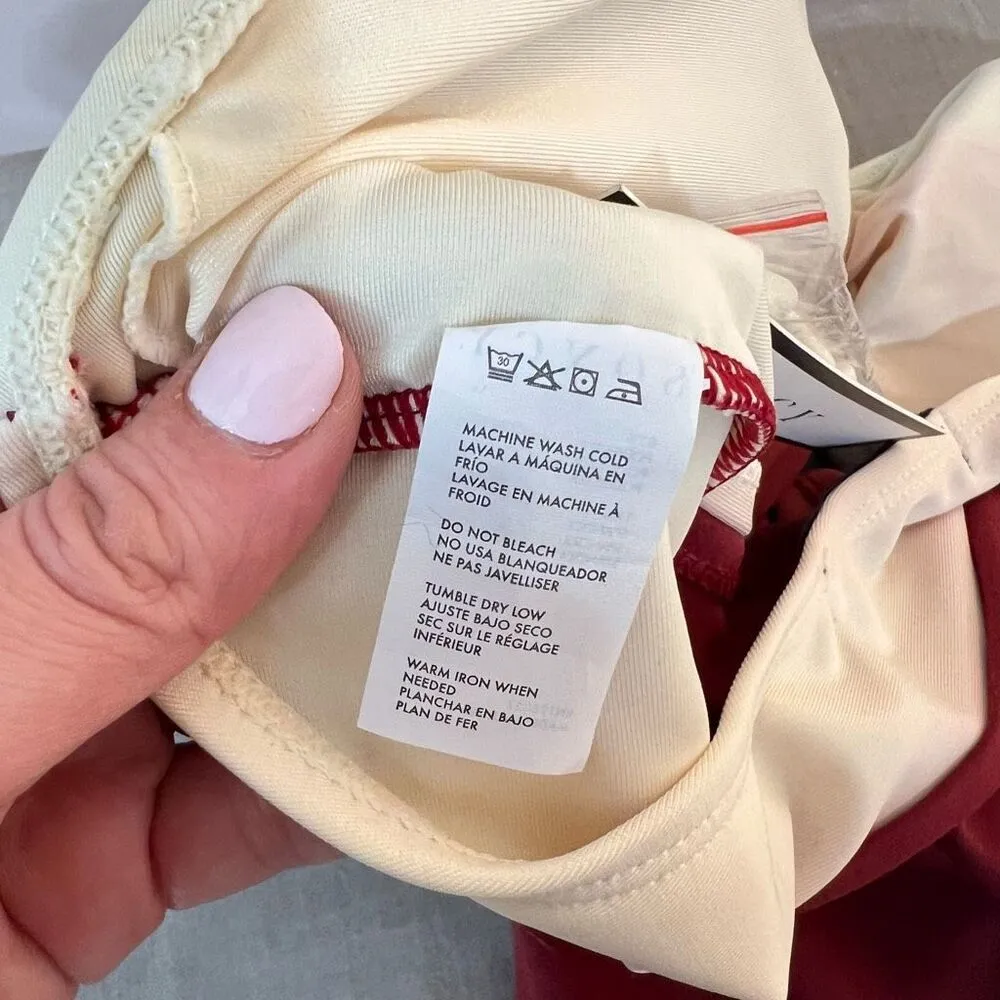 30
MACHINE WASH COLD
LAVAR A MÁQUINA EN
FRÍO
LAVAGE EN MACHINE À
FROID
DO NOT BLEACH
NO USA BLANQUEADOR
NE PAS JAVELLISER
TUMBLE DRY LOW
AJUSTE BAJO SECO
SEC SUR LE RÉGLAGE
INFÉRIEUR
WARM IRON WHEN
NEEDED
PLANCHAR EN BAJO
PLAN DE FER
cy